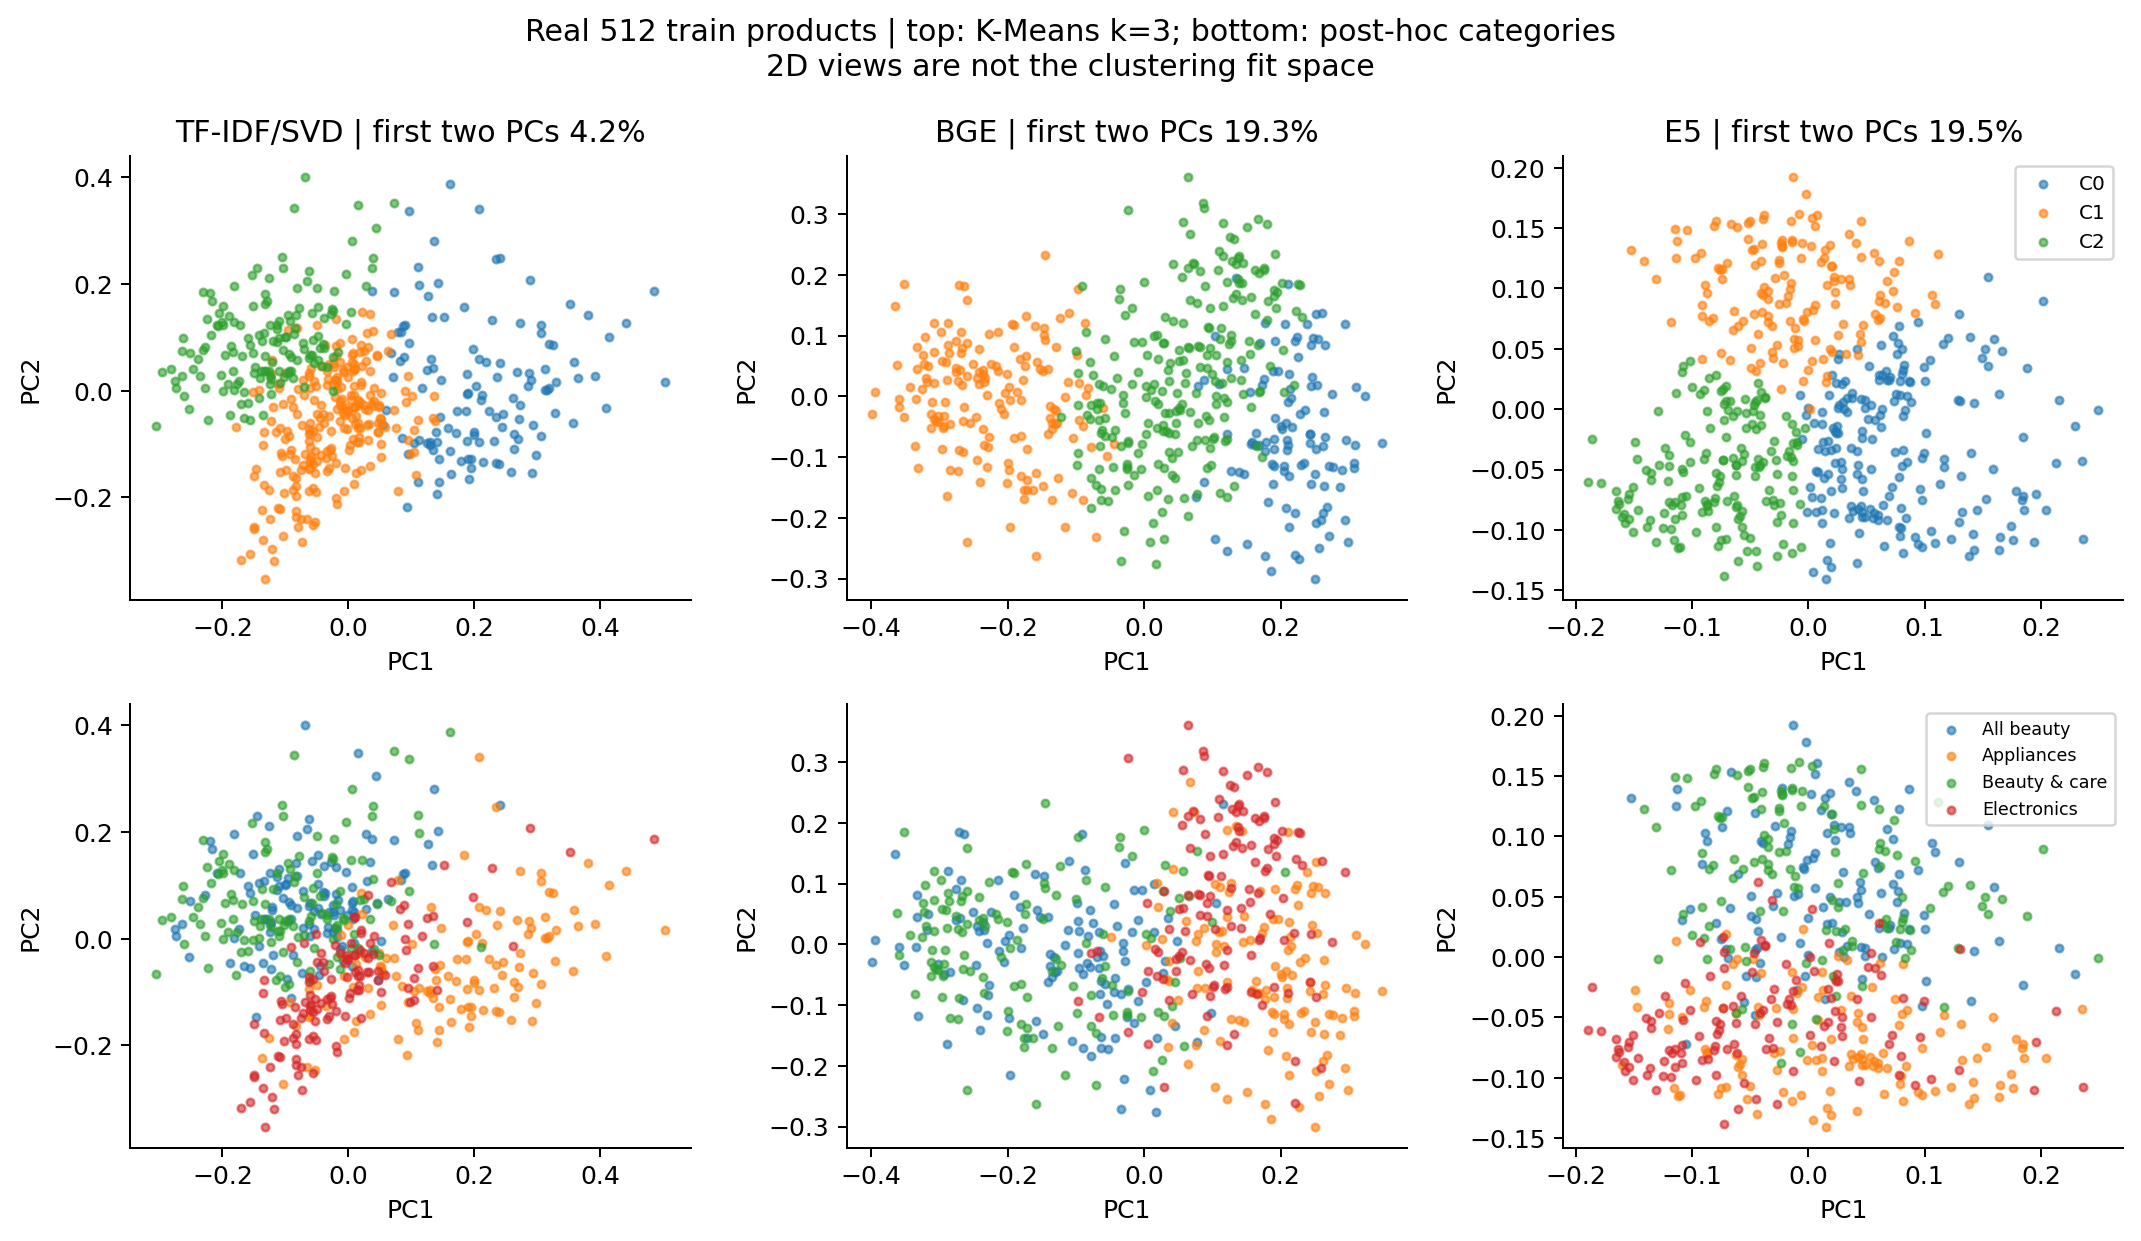 Real 512 train products | top: K-Means k=3; bottom: post-hoc categories
2D views are not the clustering fit space
TF-IDF/SVD | first two PCs 4.2%
0.4
0.2
0.0
−0.2
PC2
−0.2 0.0 0.2 0.4
PC1
BGE | first two PCs 19.3%
0.3
0.2
0.1
0.0
−0.1
−0.2
−0.3
PC2
−0.4 −0.2 0.0 0.2
PC1
E5 | first two PCs 19.5%
0.20
0.15
0.10
0.05
0.00
−0.05
−0.10
−0.15
PC2
C0
C1
C2
−0.2 −0.1 0.0 0.1 0.2
PC1
0.4
0.2
0.0
−0.2
PC2
−0.2 0.0 0.2 0.4
PC1
0.3
0.2
0.1
0.0
−0.1
−0.2
−0.3
PC2
−0.4 −0.2 0.0 0.2
PC1
0.20
0.15
0.10
0.05
0.00
−0.05
−0.10
−0.15
PC2
All beauty
Appliances
Beauty & care
Electronics
−0.2 −0.1 0.0 0.1 0.2
PC1